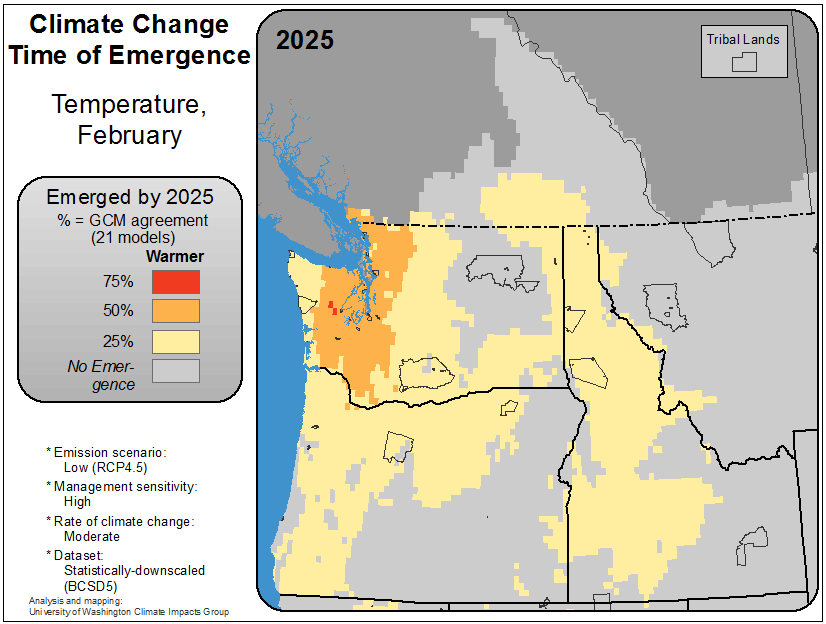 Climate Change
Time of Emergence
Temperature,
February
Emerged by 2025
% = GCM agreement
(21 models)
Warmer
75%
50%
25%
No Emer-
gence
* Emission scenario:
Low (RCP4.5)
* Management sensitivity:
High
* Rate of climate change:
Moderate
* Dataset:
Statistically-downscaled
(BCSD5)
Analysis and mapping:
University of Washington Climate Impacts Group
2025
Tribal Lands